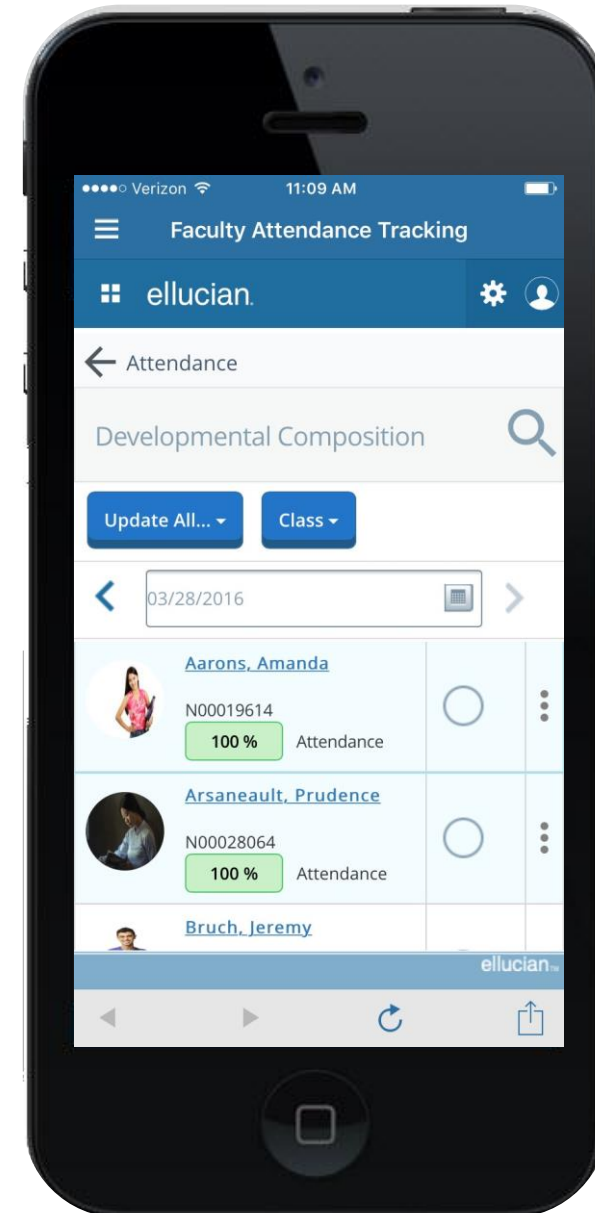 Verizon 11:09 AM
Faculty Attendance Tracking
ellucian.
Attendance
Developmental Composition
Update All... Class
03/28/2016
Aarons, Amanda
N00019614
100 % Attendance
Arsaneault, Prudence
N00028064
100 % Attendance
Bruch, Jeremy
ellucian™